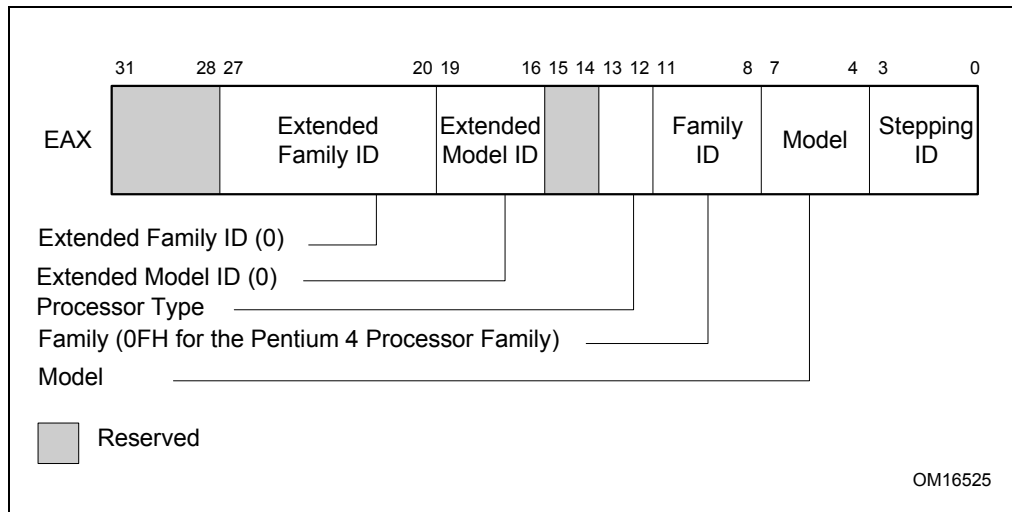 31 28 27 20 19 16 15 14 13 12 11 8 7 4 3 0
EAX
Extended Family ID
Extended Model ID
Family ID
Model
Stepping ID
Extended Family ID (0)
Extended Model ID (0)
Processor Type
Family (0FH for the Pentium 4 Processor Family)
Model
Reserved
OM16525